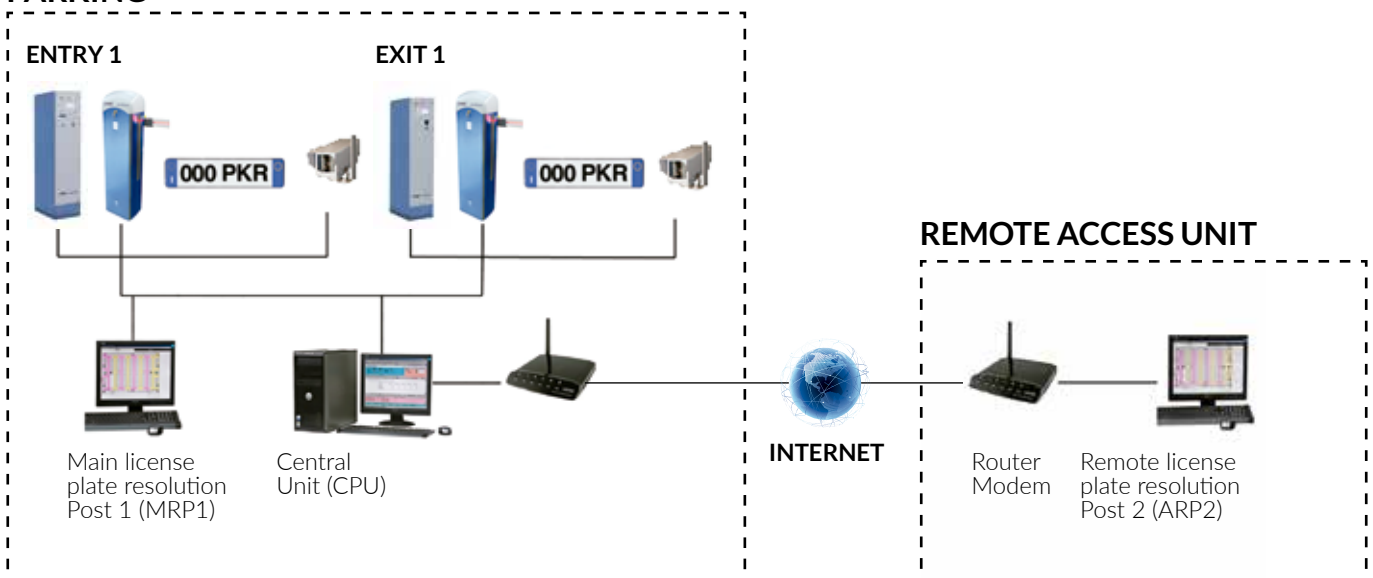 PARKING
ENTRY 1
EXIT 1
000 PKR
000 PKR
REMOTE ACCESS UNIT
INTERNET
Main license
plate resolution
Post 1 (MRP1)
Central
Unit (CPU)
Router
Modem
Remote license
plate resolution
Post 2 (ARP2)